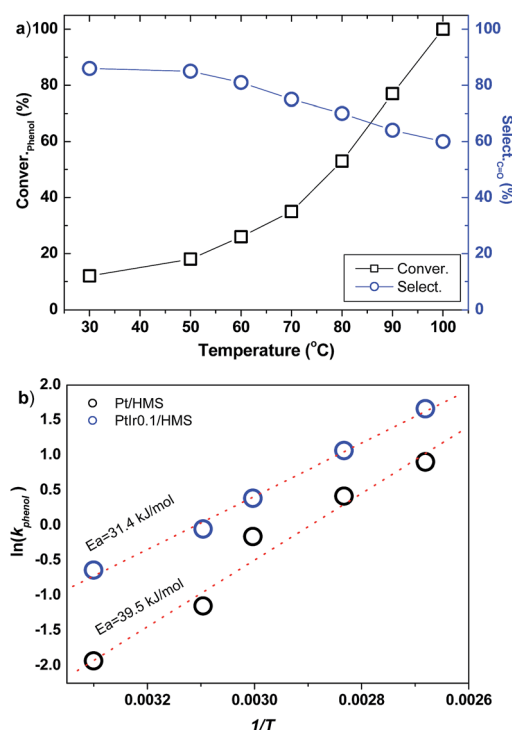 a)
Conver.Phenol (%)
100
80
60
40
20
0
Select.C=O (%)
100
80
60
40
20
0
Conver.
Select.
30 40 50 60 70 80 90 100
Temperature (°C)
b)
ln(k phenol)
2.0
1.5
1.0
0.5
0.0
-0.5
-1.0
-1.5
-2.0
Pt/HMS
PtIr0.1/HMS
Ea=31.4 kJ/mol
Ea=39.5 kJ/mol
0.0032 0.0030 0.0028 0.0026
1/T